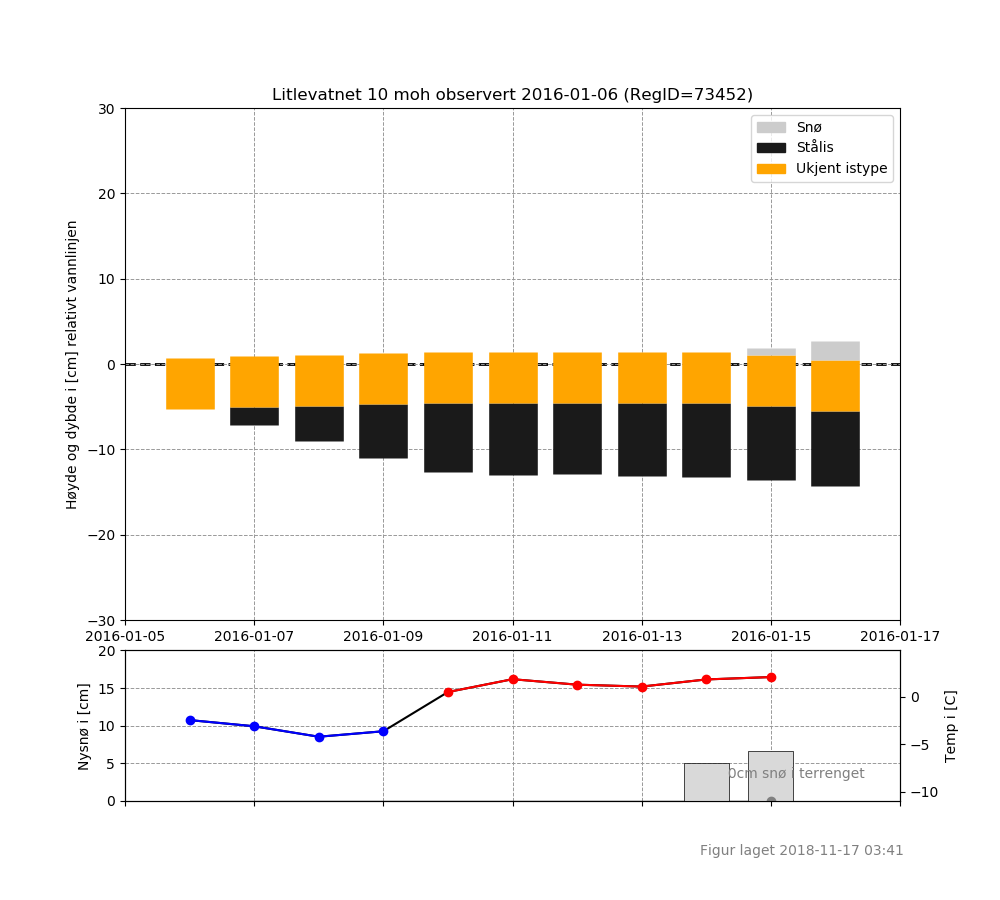 Litlevatnet 10 moh observert 2016-01-06 (RegID=73452)
Snø
Stålis
Ukjent istype
Høyde og dybde i [cm] relativt vannlinjen
30
20
10
0
−10
−20
−30
2016-01-05
2016-01-07
2016-01-09
2016-01-11
2016-01-13
2016-01-15
2016-01-17
Nysnø i [cm]
20
15
10
5
0
0cm snø i terrenget
Temp i [C]
0
−5
−10
Figur laget 2018-11-17 03:41